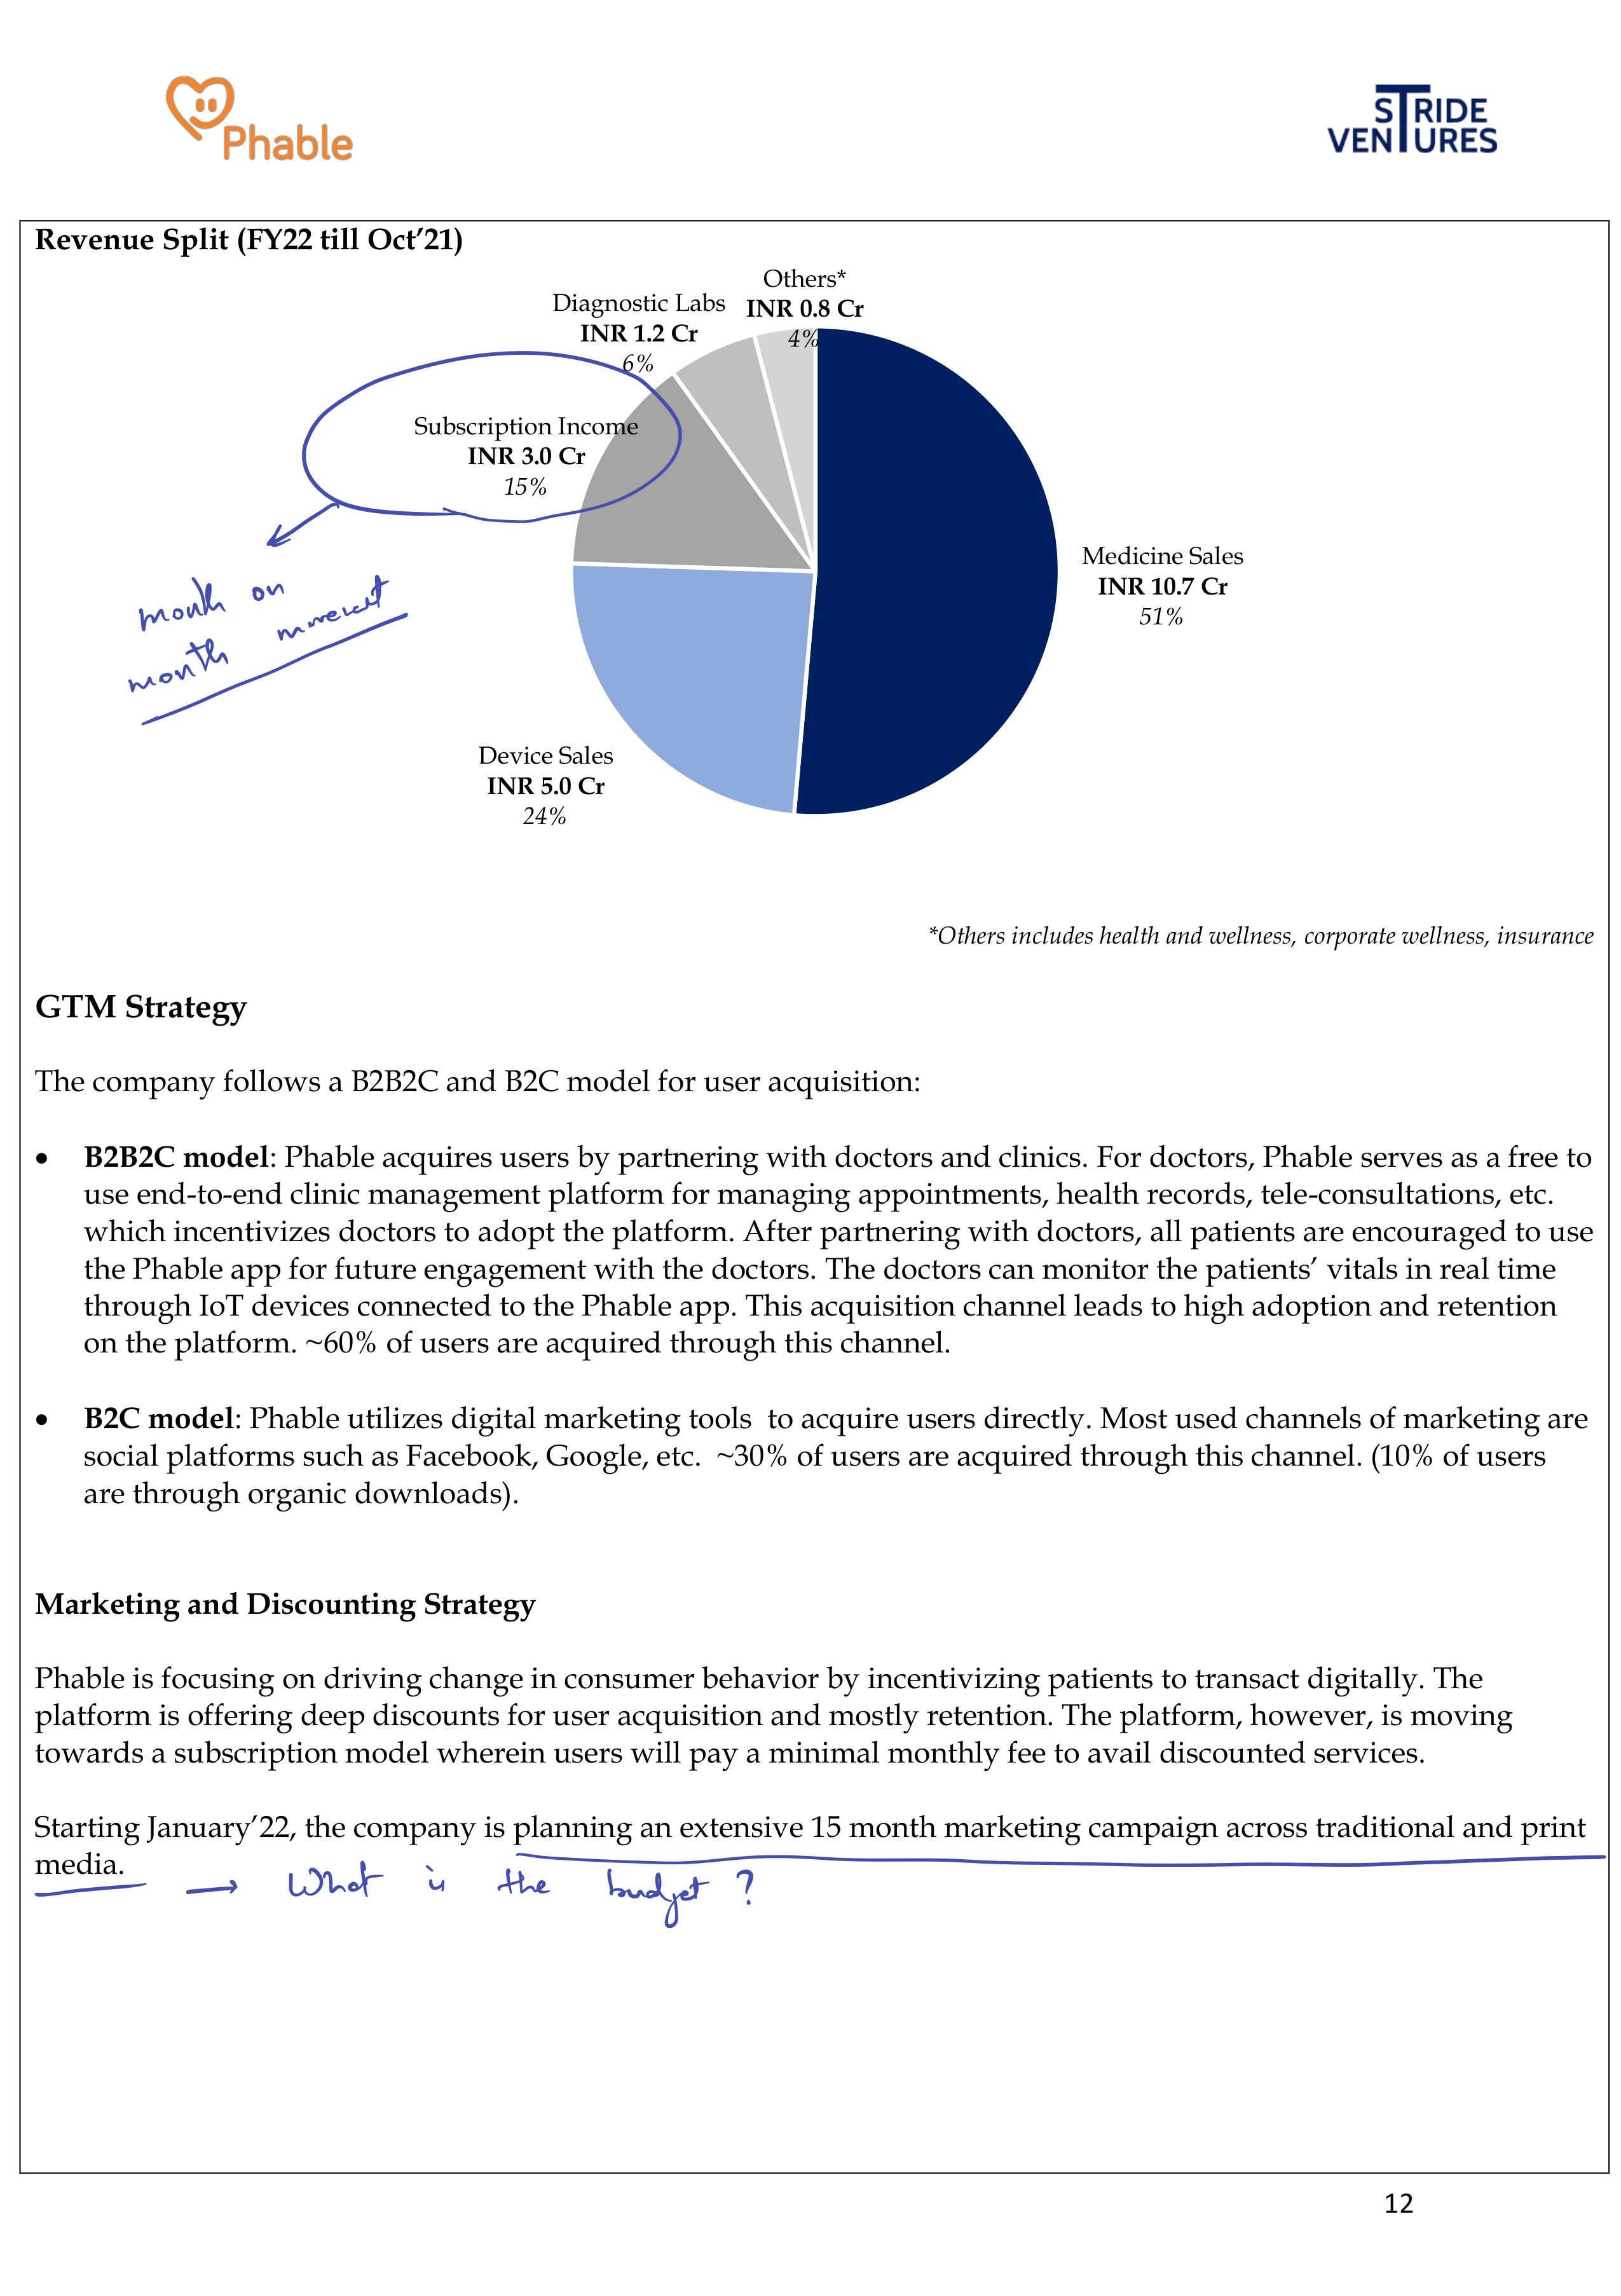 Phable
STRIDE
VENTURES
Revenue Split (FY22 till Oct’21)
Others*
INR 0.8 Cr
4%
Diagnostic Labs
INR 1.2 Cr
6%
Subscription Income
INR 3.0 Cr
15%
Medicine Sales
INR 10.7 Cr
51%
month on
month
Device Sales
INR 5.0 Cr
24%
*Others includes health and wellness, corporate wellness, insurance
GTM Strategy
The company follows a B2B2C and B2C model for user acquisition:
• B2B2C model: Phable acquires users by partnering with doctors and clinics. For doctors, Phable serves as a free to
use end-to-end clinic management platform for managing appointments, health records, tele-consultations, etc.
which incentivizes doctors to adopt the platform. After partnering with doctors, all patients are encouraged to use
the Phable app for future engagement with the doctors. The doctors can monitor the patients’ vitals in real time
through IoT devices connected to the Phable app. This acquisition channel leads to high adoption and retention
on the platform. ~60% of users are acquired through this channel.
• B2C model: Phable utilizes digital marketing tools to acquire users directly. Most used channels of marketing are
social platforms such as Facebook, Google, etc. ~30% of users are acquired through this channel. (10% of users
are through organic downloads).
Marketing and Discounting Strategy
Phable is focusing on driving change in consumer behavior by incentivizing patients to transact digitally. The
platform is offering deep discounts for user acquisition and mostly retention. The platform, however, is moving
towards a subscription model wherein users will pay a minimal monthly fee to avail discounted services.
Starting January’22, the company is planning an extensive 15 month marketing campaign across traditional and print
media.
What is the budget ?
12